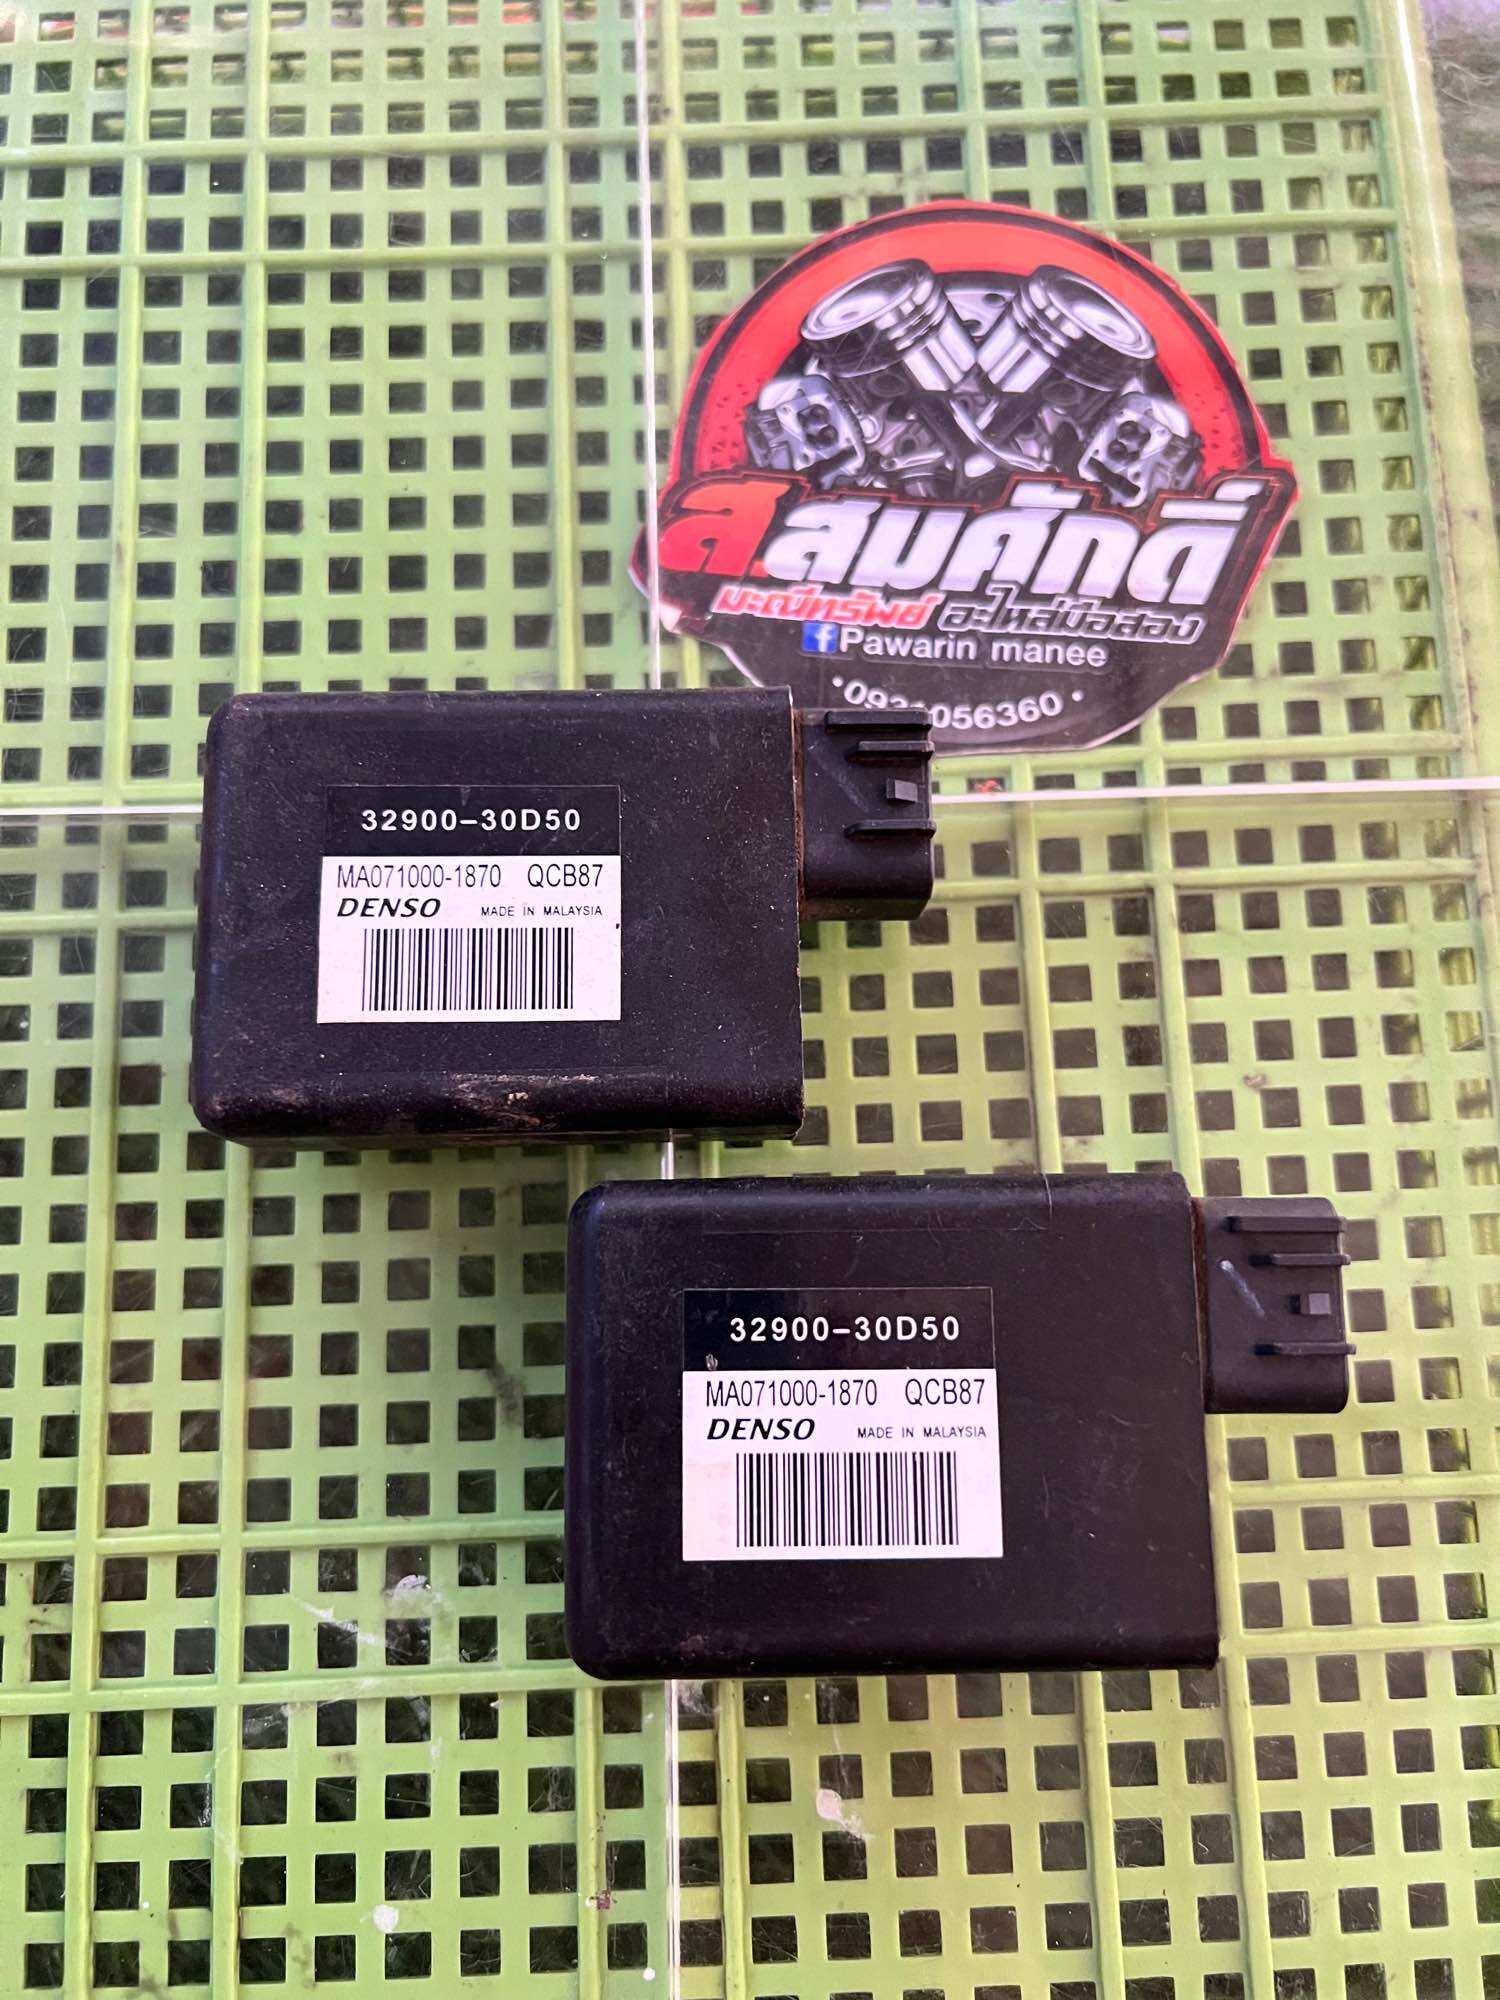 ส.สมศักดิ์
มะณีทรัพย์ อะไหล่มือสอง
Pawarin manee
32900-30D50
MA071000-1870 QCB87
DENSO MADE IN MALAYSIA
32900-30D50
MA071000-1870 QCB87
DENSO MADE IN MALAYSIA